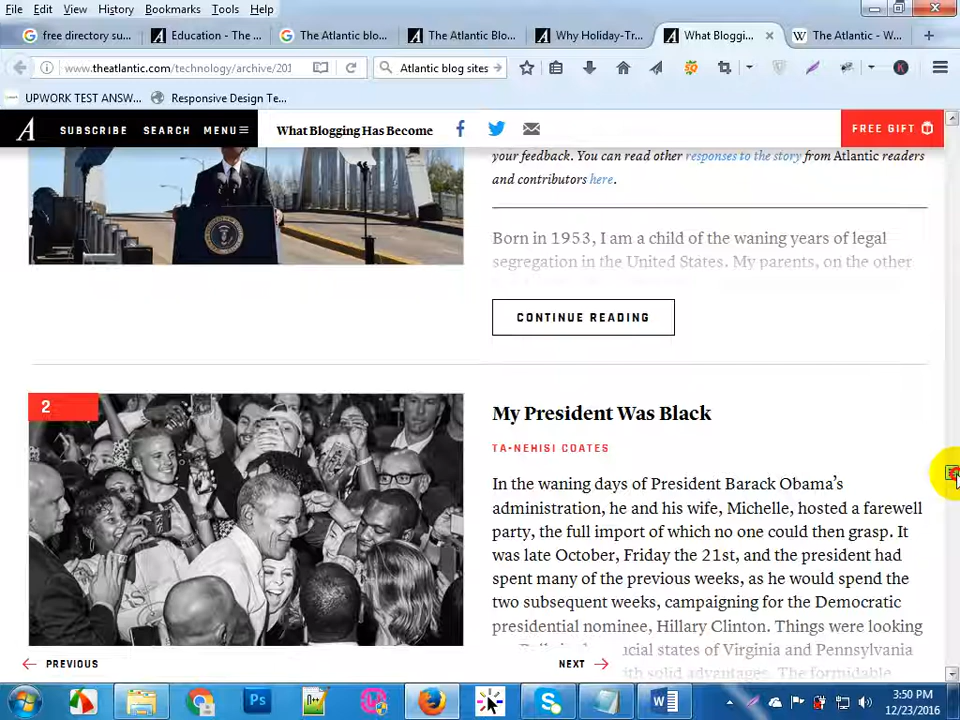 File Edit View History Bookmarks Tools Help
free directory su... Education - The ... The Atlantic blo... The Atlantic Blo... Why Holiday-Tr... What Bloggi... The Atlantic - W...
www.theatlantic.com/technology/archive/201 Atlantic blog sites
UPWORK TEST ANSW... Responsive Design Te...
A SUBSCRIBE SEARCH MENU What Blogging Has Become FREE GIFT
your feedback. You can read other responses to the story from Atlantic readers
and contributors here.
Born in 1953, I am a child of the waning years of legal
segregation in the United States. My parents, on the other
CONTINUE READING
2
My President Was Black
TA-NEHISI COATES
In the waning days of President Barack Obama's
administration, he and his wife, Michelle, hosted a farewell
party, the full import of which no one could then grasp. It
was late October, Friday the 21st, and the president had
spent many of the previous weeks, as he would spend the
two subsequent weeks, campaigning for the Democratic
presidential nominee, Hillary Clinton. Things were looking
states of Virginia and Pennsylvania
with solid advantages. The formidable
PREVIOUS NEXT
Ps
3:50 PM
12/23/2016